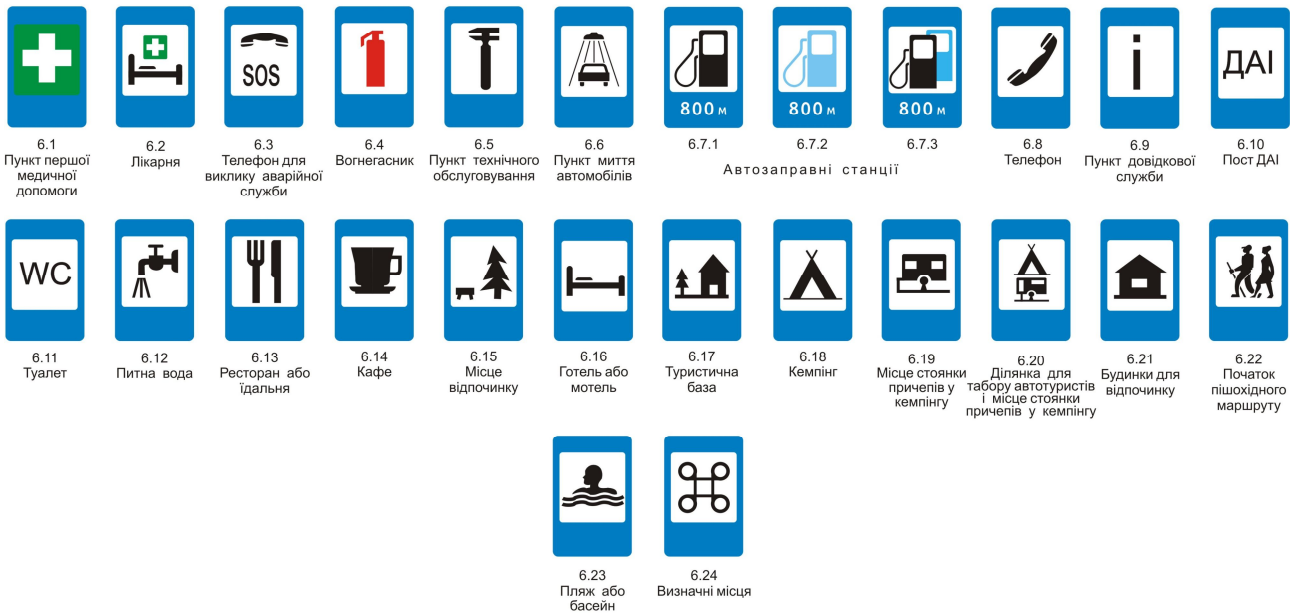 SOS
800 м
800 м
800 м
i
ДАІ
6.1
Пункт першої
медичної
допомоги
6.2
Лікарня
6.3
Телефон для
виклику аварійної
служби
6.4
Вогнегасник
6.5
Пункт технічного
обслуговування
6.6
Пункт миття
автомобілів
6.7.1
6.7.2
6.7.3
Автозаправні станції
6.8
Телефон
6.9
Пункт довідкової
служби
6.10
Пост ДАІ
WC
6.11
Туалет
6.12
Питна вода
6.13
Ресторан або
їдальня
6.14
Кафе
6.15
Місце
відпочинку
6.16
Готель або
мотель
6.17
Туристична
база
6.18
Кемпінг
6.19
Місце стоянки
причепів у
кемпінгу
6.20
Ділянка для
табору автотуристів
і місце стоянки
причепів у кемпінгу
6.21
Будинки для
відпочинку
6.22
Початок
пішохідного
маршруту
6.23
Пляж або
басейн
6.24
Визначні місця